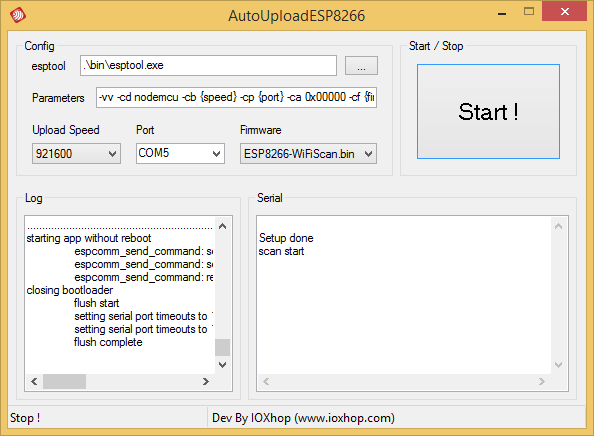 AutoUploadESP8266
Config
esptool
.\bin\esptool.exe
...
Parameters
-vv -cd nodemcu -cb {speed} -cp {port} -ca 0x00000 -cf
Upload Speed
Port
Firmware
921600
COM5
ESP8266-WiFiScan.bin
Start / Stop
Start !
Log
starting app without reboot
espcomm_send_command:
espcomm_send_command:
espcomm_send_command:
closing bootloader
flush start
setting serial port timeouts to
setting serial port timeouts to
flush complete
Serial
Setup done
scan start
Stop !
Dev By IOXhop (www.ioxhop.com)